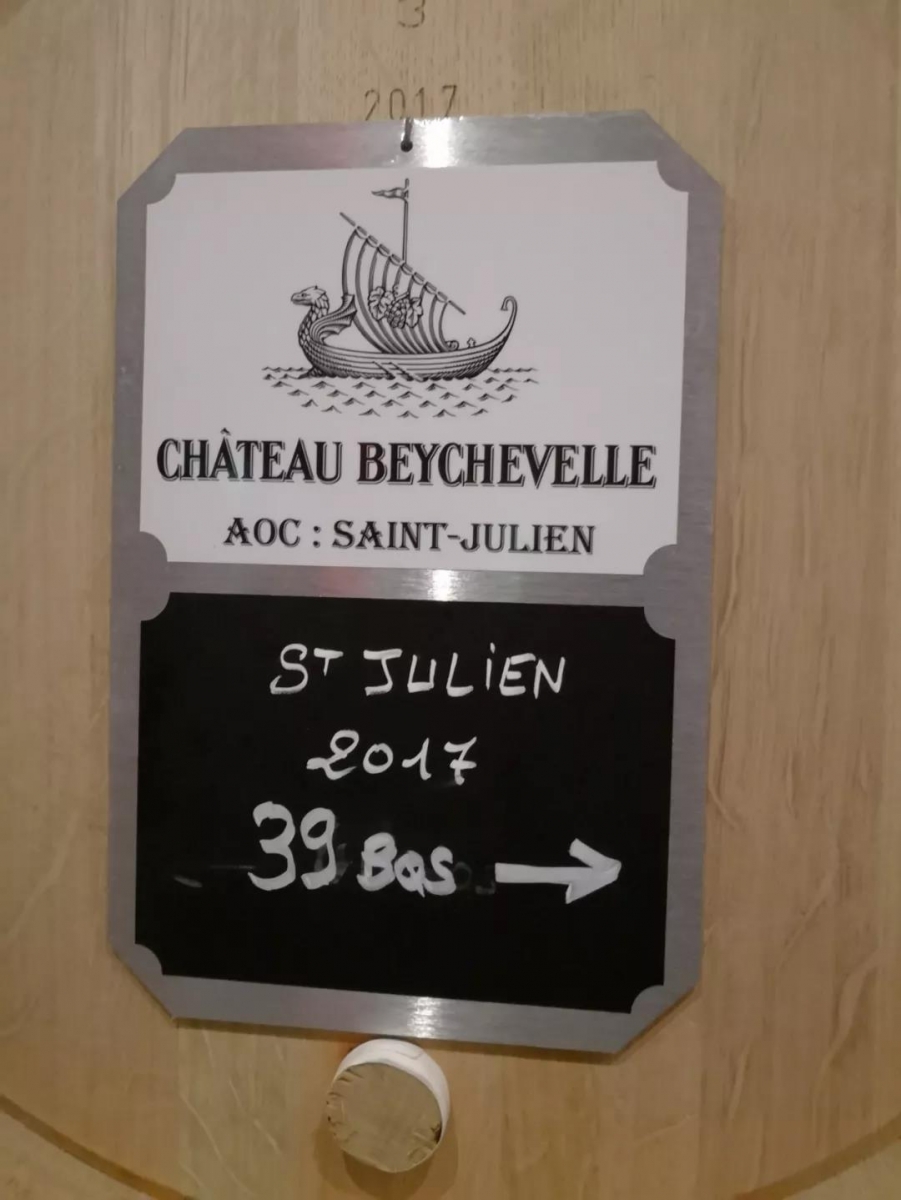 3
2017
CHÂTEAU BEYCHEVELLE
AOC : SAINT-JULIEN
ST JULIEN
2017
39 BQS →